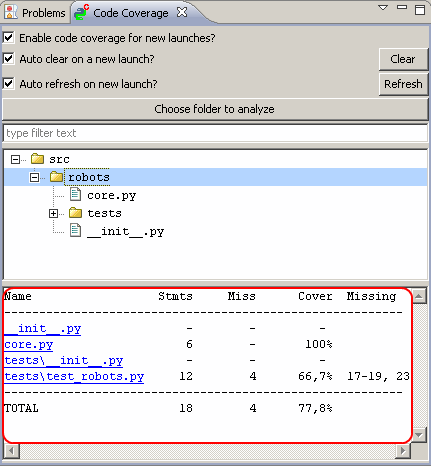 Problems Code Coverage
Enable code coverage for new launches?
Auto clear on a new launch? Clear
Auto refresh on new launch? Refresh
Choose folder to analyze
type filter text
src
robots
core.py
tests
__init__.py
Name Stmts Miss Cover Missing
--------------------------------------------------------
__init__.py - - -
core.py 6 - 100%
tests\__init__.py - - -
tests\test_robots.py 12 4 66,7% 17-19, 23
--------------------------------------------------------
TOTAL 18 4 77,8%